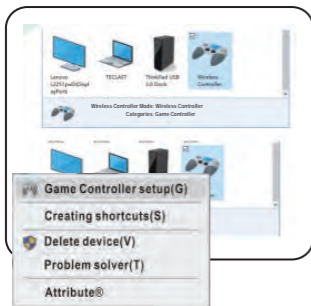 Lenovo TECLAST ThinkPad USB Wireless
L2251pwD(Displ 3.0 Dock Controller
ayPort)
Wireless Controller Mode: Wireless Controller
Categories: Game Controller
Game Controller setup(G)
Creating shortcuts(S)
Delete device(V)
Problem solver(T)
Attribute®